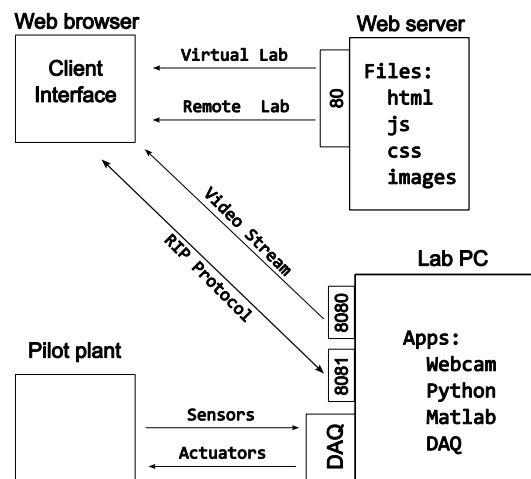 Web browser
Client
Interface
Virtual Lab
Remote Lab
Web server
80
Files:
html
js
css
images
Video Stream
RIP Protocol
Lab PC
8080
8081
DAQ
Apps:
Webcam
Python
Matlab
DAQ
Pilot plant
Sensors
Actuators